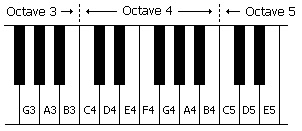 Octave 3 Octave 4 Octave 5
G3 A3 B3 C4 D4 E4 F4 G4 A4 B4 C5 D5 E5